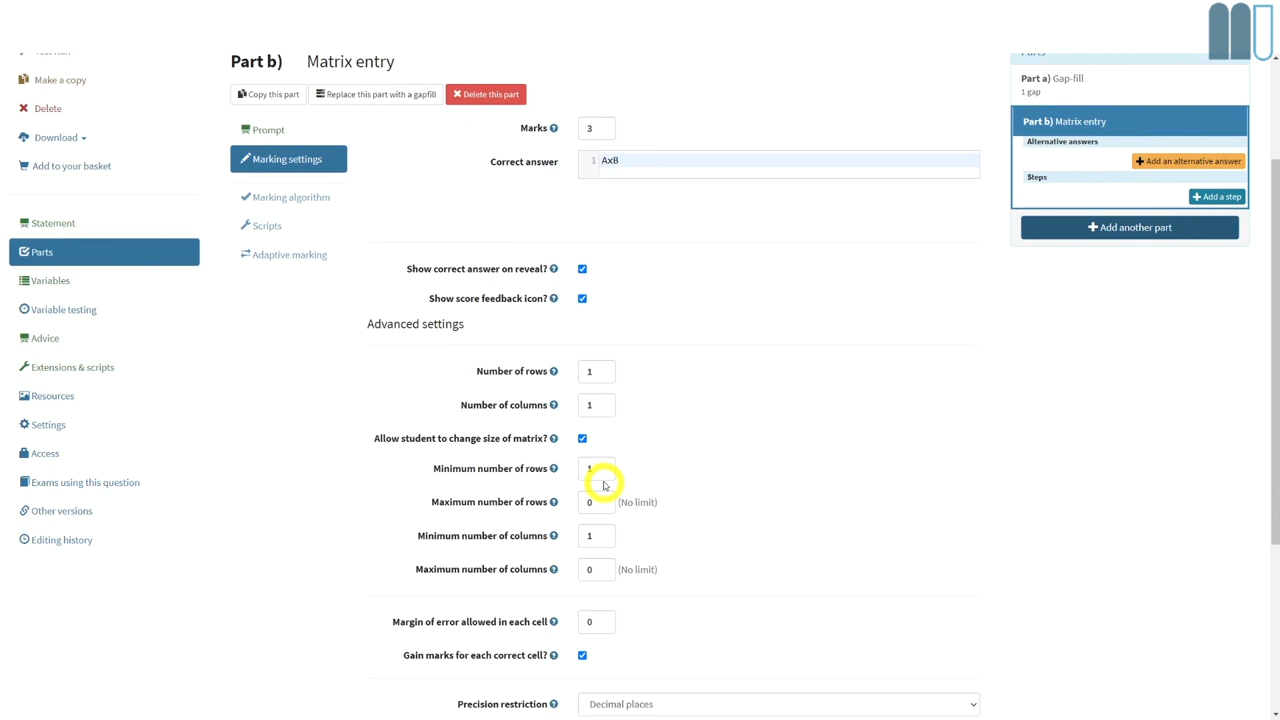 Make a copy
Delete
Download
Add to your basket
Statement
Parts
Variables
Variable testing
Advice
Extensions & scripts
Resources
Settings
Access
Exams using this question
Other versions
Editing history
Part b) Matrix entry
Copy this part
Replace this part with a gapfill
Delete this part
Prompt
Marking settings
Marking algorithm
Scripts
Adaptive marking
Marks 3
Correct answer 1 AxB
Show correct answer on reveal?
Show score feedback icon?
Advanced settings
Number of rows 1
Number of columns 1
Allow student to change size of matrix?
Minimum number of rows 1
Maximum number of rows 0 (No limit)
Minimum number of columns 1
Maximum number of columns 0 (No limit)
Margin of error allowed in each cell 0
Gain marks for each correct cell?
Precision restriction Decimal places
Parts
Part a) Gap-fill
1 gap
Part b) Matrix entry
Alternative answers
Add an alternative answer
Steps
Add a step
Add another part